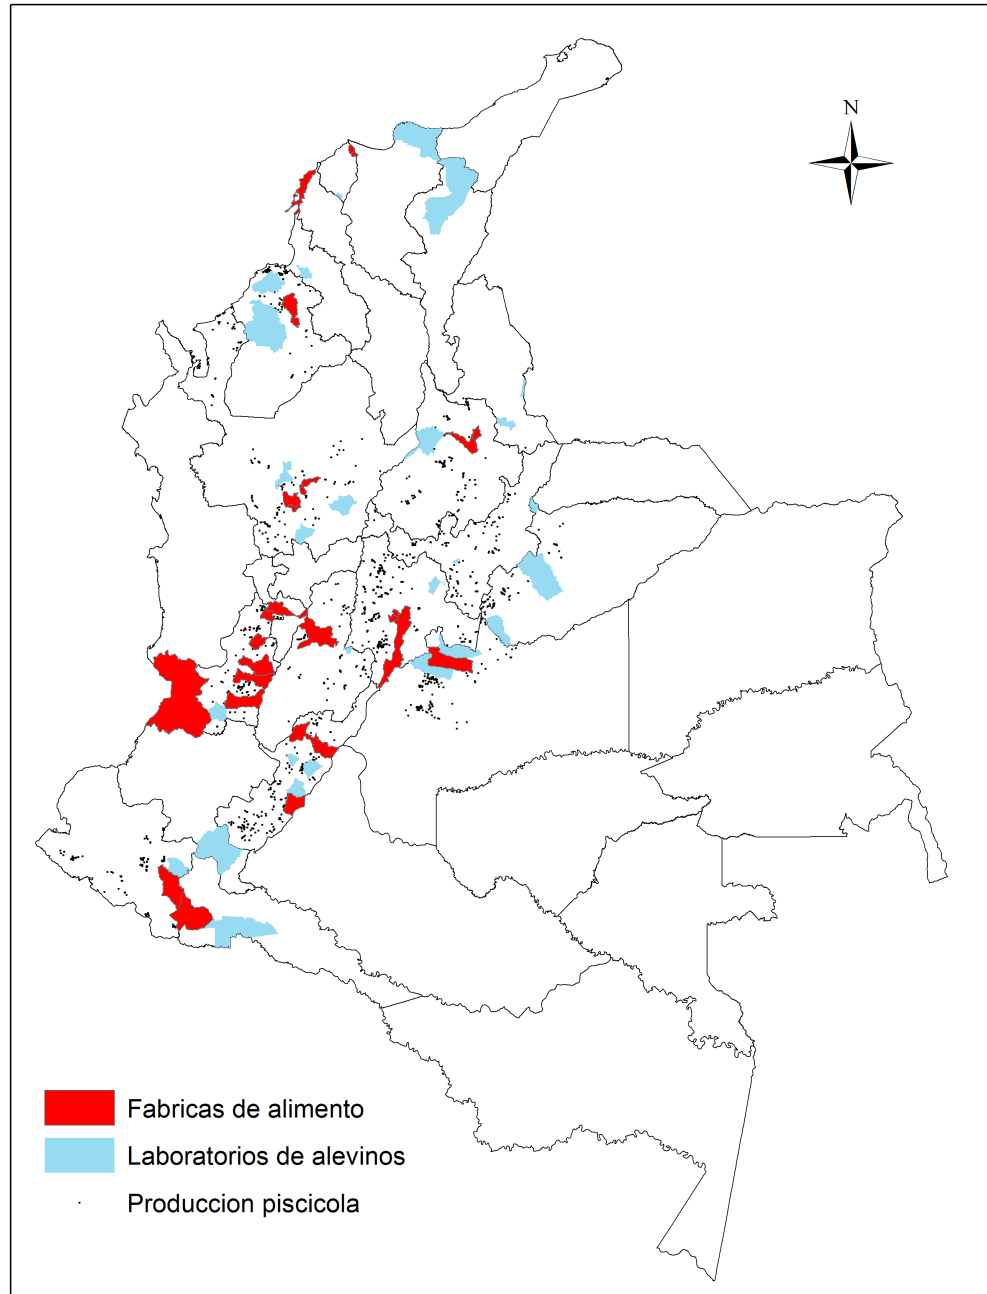 N
Fabricas de alimento
Laboratorios de alevinos
Produccion piscicola